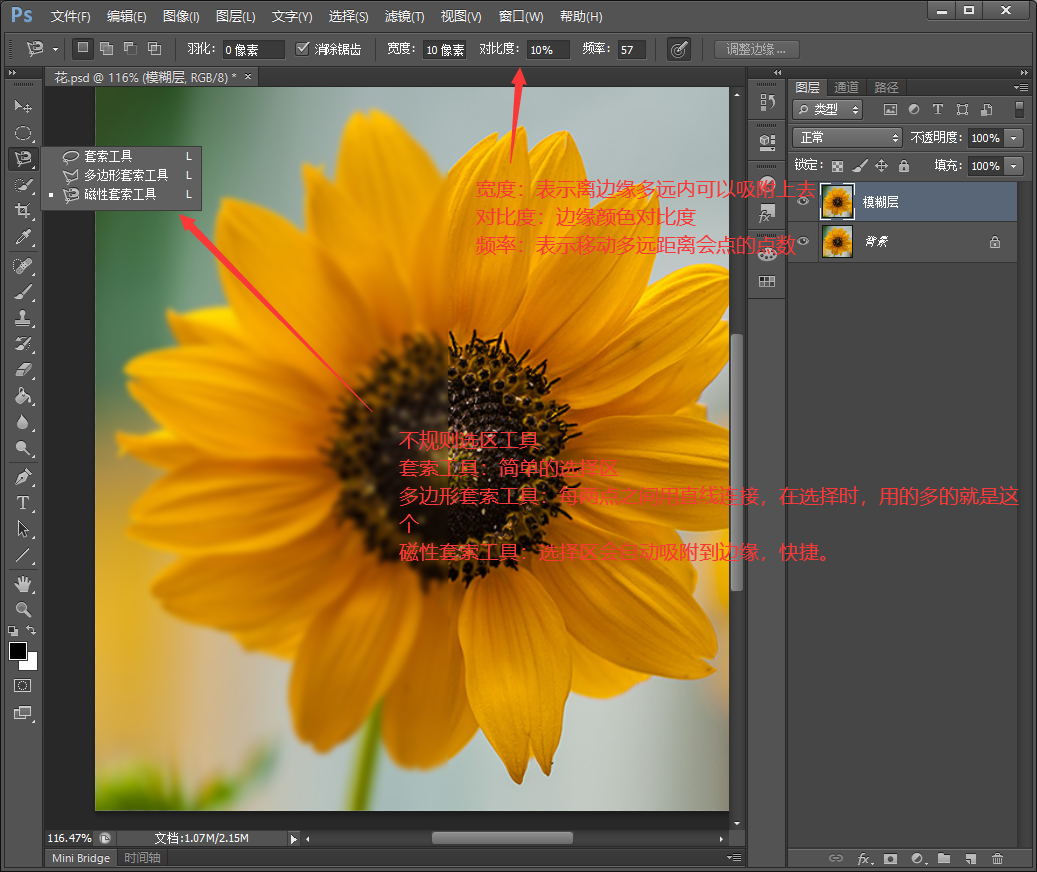 Ps 文件(F) 编辑(E) 图像(I) 图层(L) 文字(Y) 选择(S) 滤镜(T) 视图(V) 窗口(W) 帮助(H)
羽化: 0 像素 消除锯齿 宽度: 10 像素 对比度: 10% 频率: 57 调整边缘...
花.psd @ 116% (模糊层, RGB/8) * ×
图层 通道 路径
类型
正常 不透明度: 100%
锁定: 填充: 100%
套索工具 L
多边形套索工具 L
磁性套索工具 L
宽度：表示离边缘多远内可以吸附上去
对比度：边缘颜色对比度
频率：表示移动多远距离会点的点数
模糊层
背景
fx
T
不规则选区工具
套索工具：简单的选择区
多边形套索工具：每两点之间用直线连接，在选择时，用的多的就是这
个
磁性套索工具：选择区会自动吸附到边缘，快捷。
116.47% 文档:1.07M/2.15M
Mini Bridge 时间轴
fx.